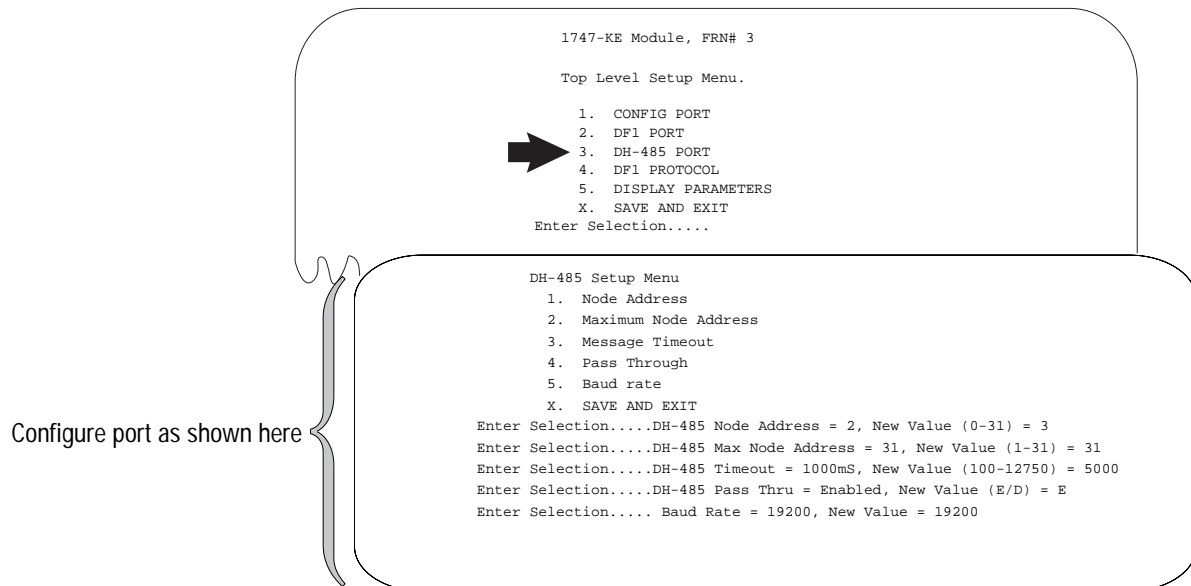 1747-KE Module, FRN# 3
Top Level Setup Menu.
1. CONFIG PORT
2. DF1 PORT
3. DH-485 PORT
4. DF1 PROTOCOL
5. DISPLAY PARAMETERS
X. SAVE AND EXIT
Enter Selection.....
DH-485 Setup Menu
1. Node Address
2. Maximum Node Address
3. Message Timeout
4. Pass Through
5. Baud rate
X. SAVE AND EXIT
Configure port as shown here
Enter Selection.....DH-485 Node Address = 2, New Value (0-31) = 3
Enter Selection.....DH-485 Max Node Address = 31, New Value (1-31) = 31
Enter Selection.....DH-485 Timeout = 1000mS, New Value (100-12750) = 5000
Enter Selection.....DH-485 Pass Thru = Enabled, New Value (E/D) = E
Enter Selection..... Baud Rate = 19200, New Value = 19200